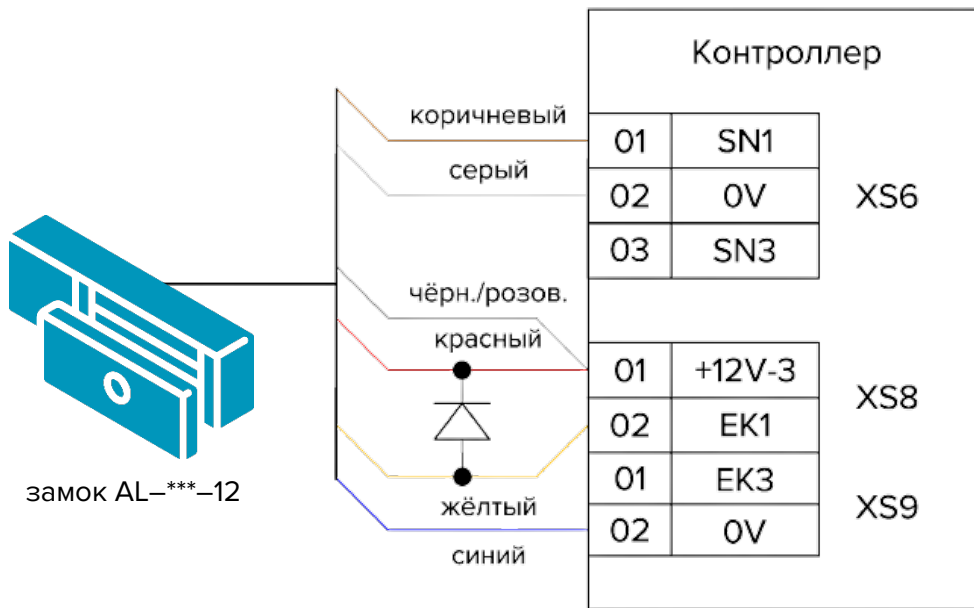 Контроллер
коричневый
01 SN1
серый
02 0V
XS6
03 SN3
чёрн./розов.
красный
01 +12V-3
XS8
02 EK1
замок AL–***–12
жёлтый
01 EK3
XS9
синий
02 0V